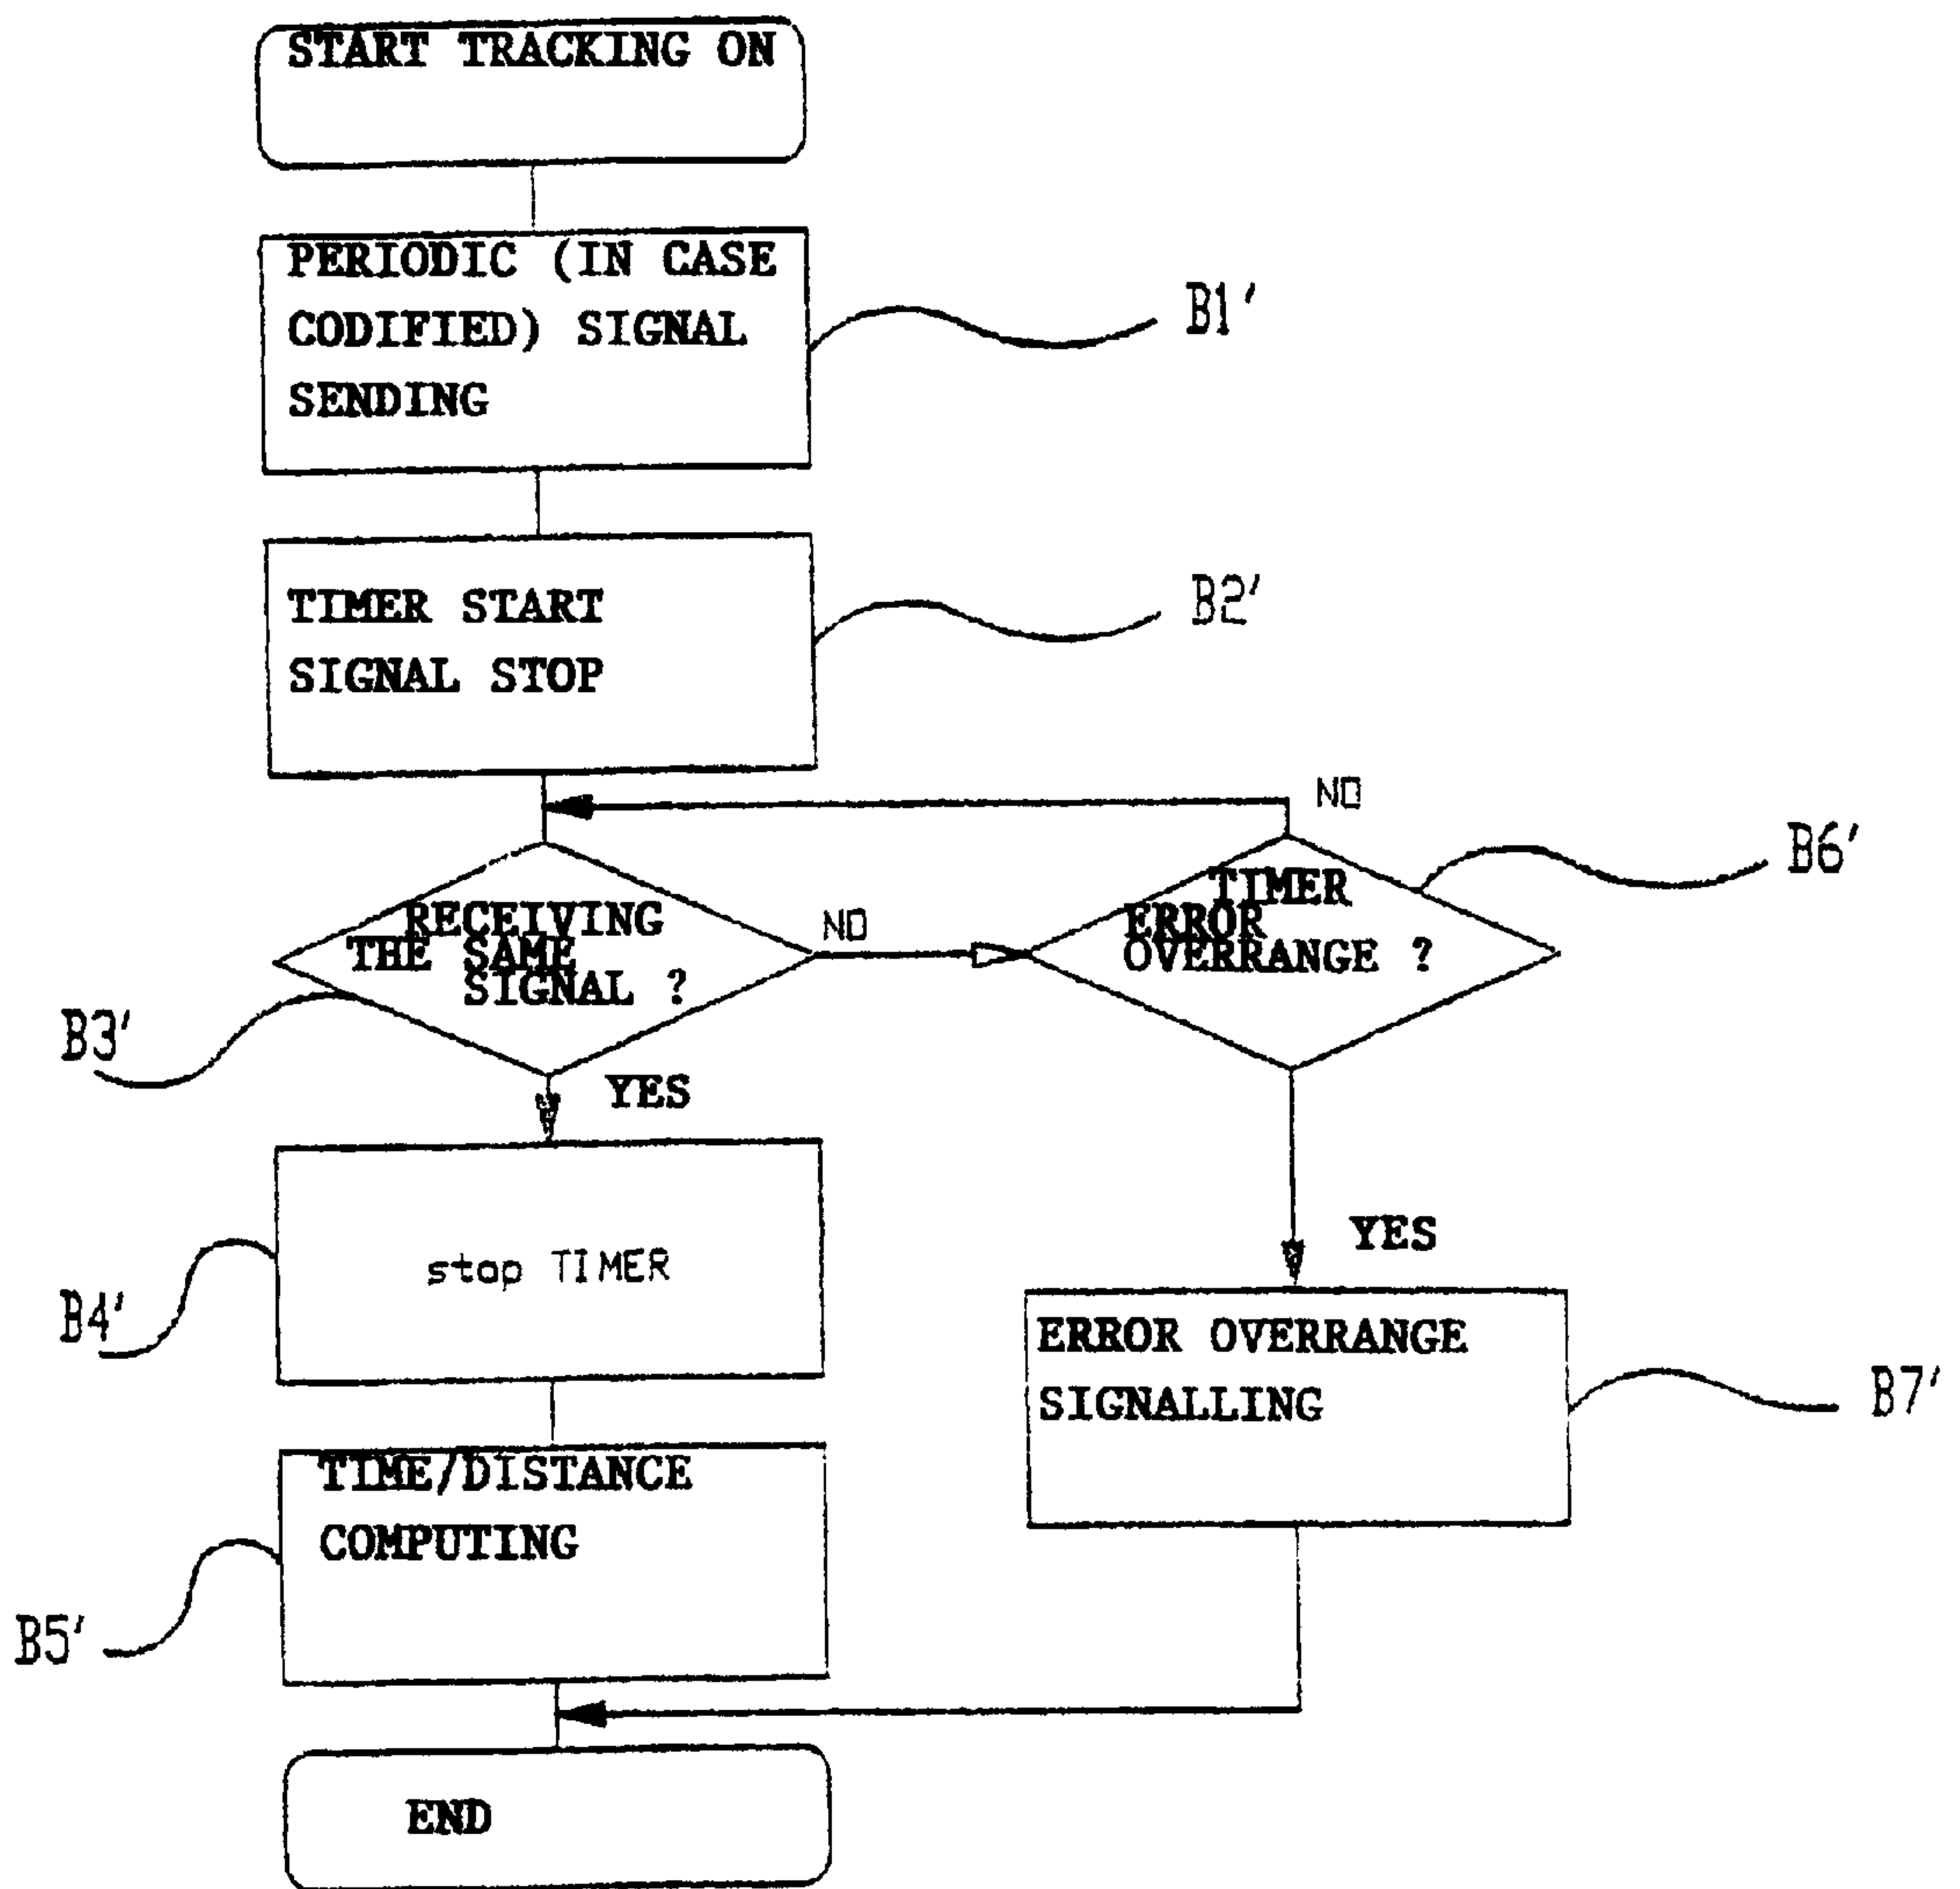 START TRACKING ON
PERIODIC (IN CASE
CODIFIED) SIGNAL
SENDING
B1'
TIMER START
SIGNAL STOP
B2'
NO
B6'
RECEIVING
THE SAME
SIGNAL ?
NO
TIMER
ERROR
OVERRANGE ?
B3'
YES
stop TIMER
B4'
YES
ERROR OVERRANGE
SIGNALLING
B7'
TIME/DISTANCE
COMPUTING
B5'
END